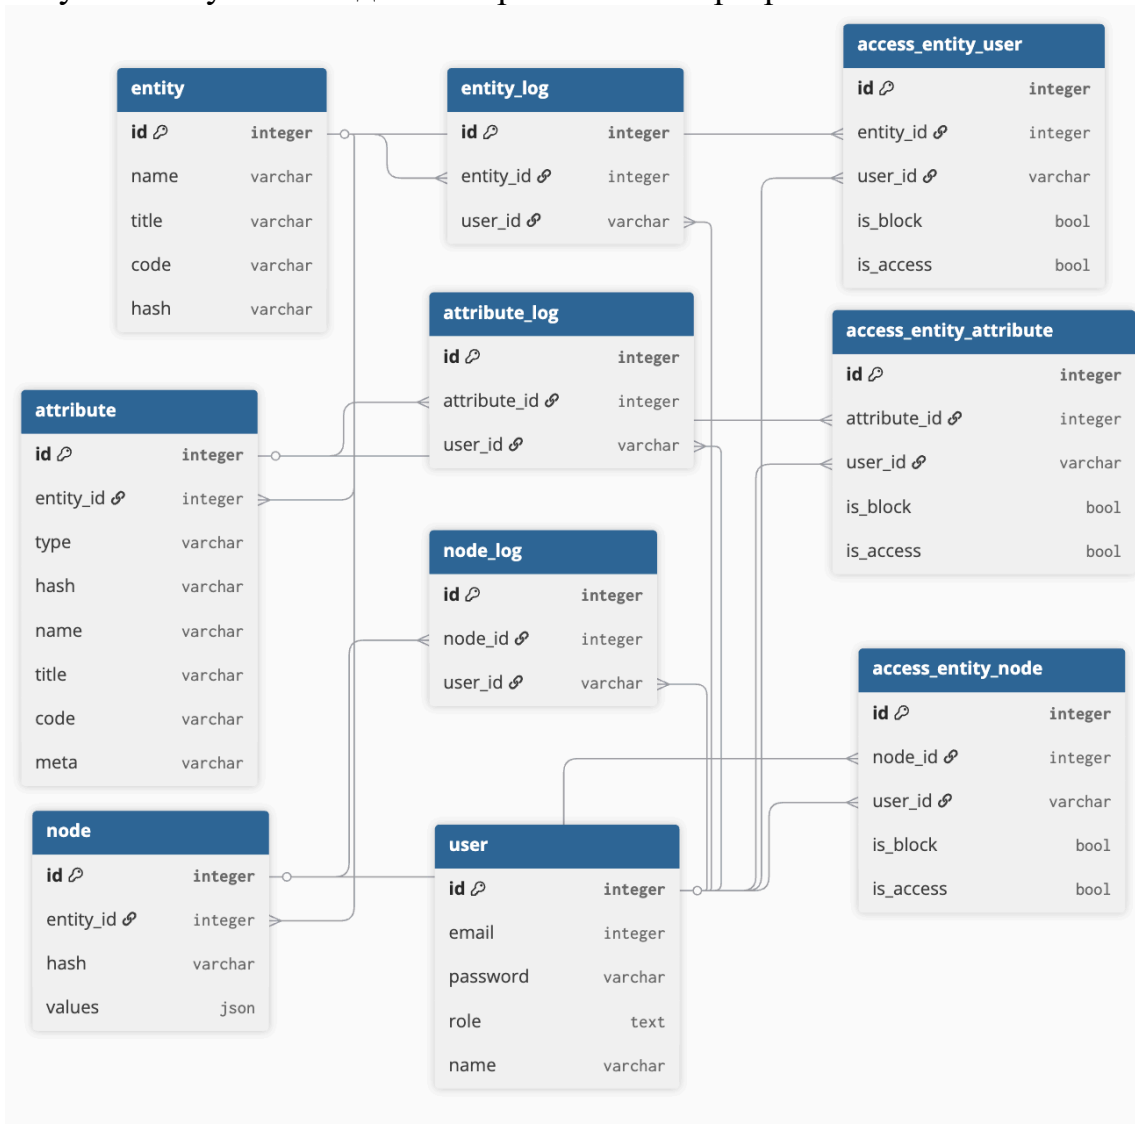 entity
id integer
name varchar
title varchar
code varchar
hash varchar
entity_log
id integer
entity_id integer
user_id varchar
access_entity_user
id integer
entity_id integer
user_id varchar
is_block bool
is_access bool
attribute_log
id integer
attribute_id integer
user_id varchar
access_entity_attribute
id integer
attribute_id integer
user_id varchar
is_block bool
is_access bool
attribute
id integer
entity_id integer
type varchar
hash varchar
name varchar
title varchar
code varchar
meta varchar
node_log
id integer
node_id integer
user_id varchar
access_entity_node
id integer
node_id integer
user_id varchar
is_block bool
is_access bool
node
id integer
entity_id integer
hash varchar
values json
user
id integer
email integer
password varchar
role text
name varchar